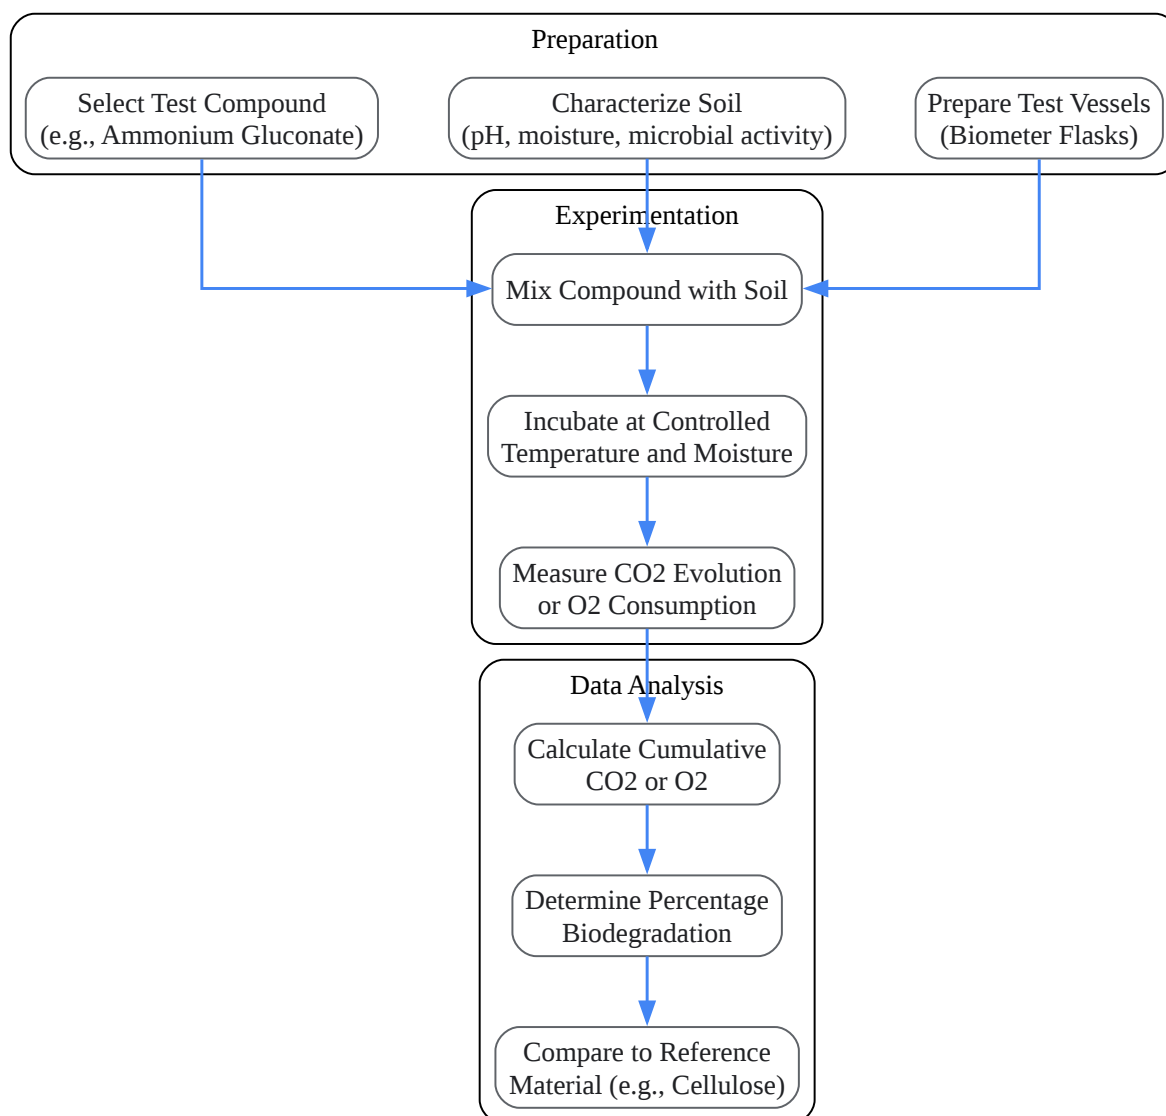 Preparation
Select Test Compound
(e.g., Ammonium Gluconate)
Characterize Soil
(pH, moisture, microbial activity)
Prepare Test Vessels
(Biometer Flasks)
Experimentation
Mix Compound with Soil
Incubate at Controlled
Temperature and Moisture
Measure CO2 Evolution
or O2 Consumption
Data Analysis
Calculate Cumulative
CO2 or O2
Determine Percentage
Biodegradation
Compare to Reference
Material (e.g., Cellulose)